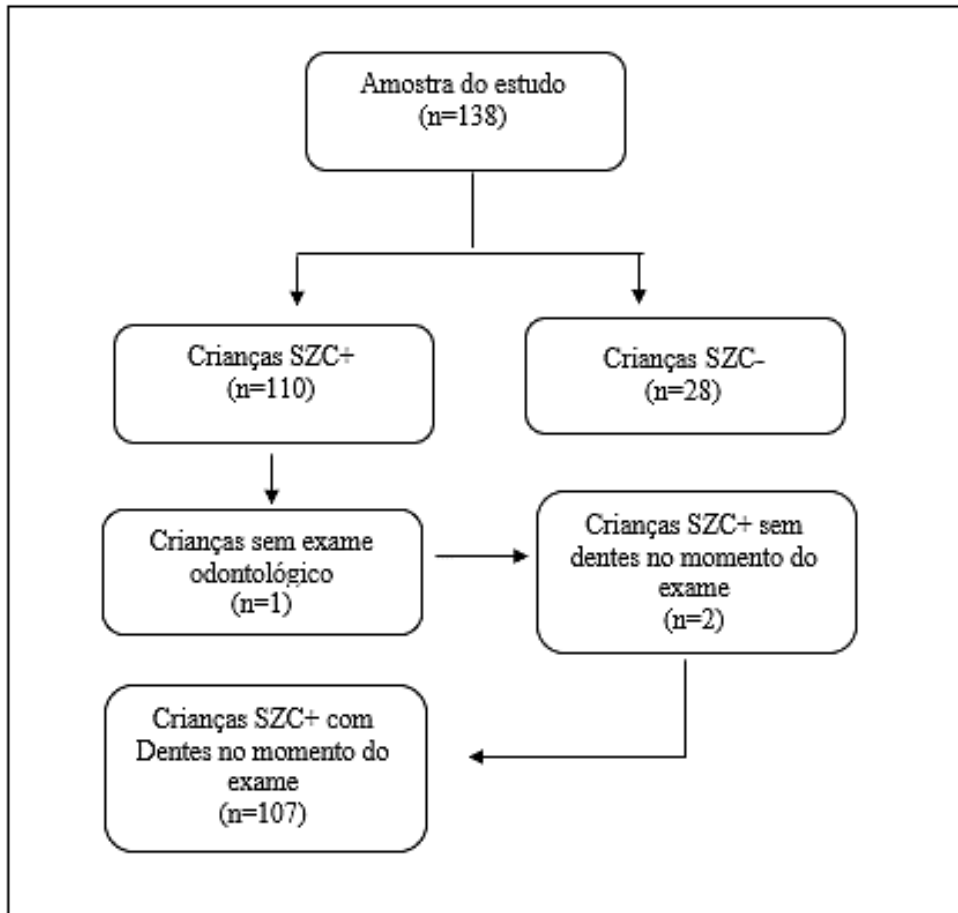 Amostra do estudo
(n=138)
Crianças SZC+
(n=110)
Crianças SZC-
(n=28)
Crianças sem exame
odontológico
(n=1)
Crianças SZC+ sem
dentes no momento do
exame
(n=2)
Crianças SZC+ com
Dentes no momento do
exame
(n=107)